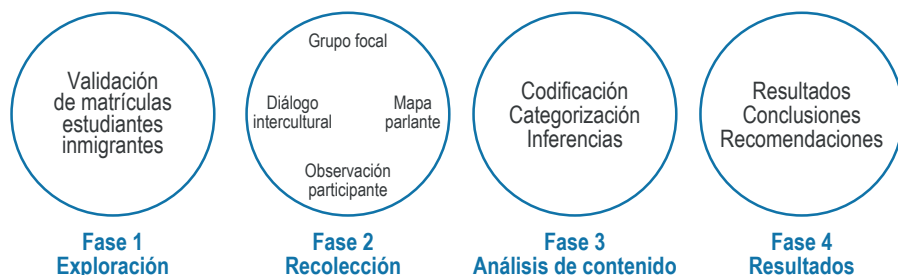 Validación
de matrículas
estudiantes
inmigrantes
Fase 1
Exploración
Grupo focal
Diálogo
intercultural
Mapa
parlante
Observación
participante
Fase 2
Recolección
Codificación
Categorización
Inferencias
Fase 3
Análisis de contenido
Resultados
Conclusiones
Recomendaciones
Fase 4
Resultados